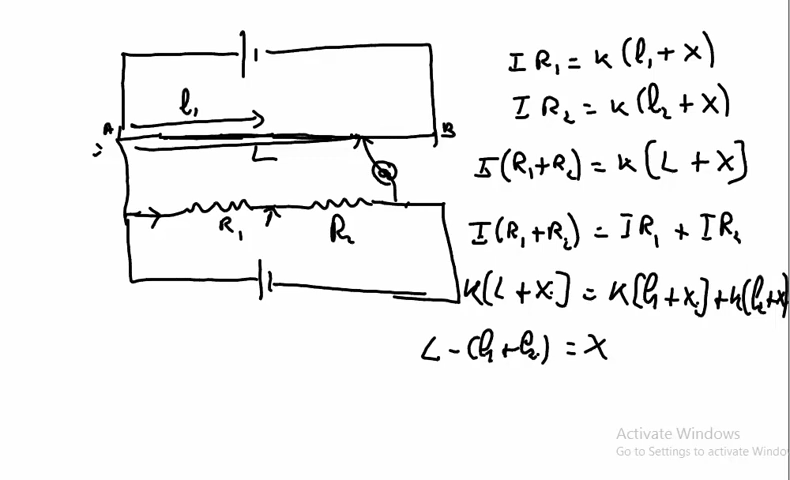 l₁
A
B
L
R₁
R₂
I R₁ = K (l₁ + x)
I R₂ = K (l₂ + x)
I (R₁ + R₂) = K [L + x]
I (R₁ + R₂) = I R₁ + I R₂
K [L + x] = K [l₁ + x] + K (l₂ + x)
L - (l₁ + l₂) = x
Activate Windows
Go to Settings to activate Windo